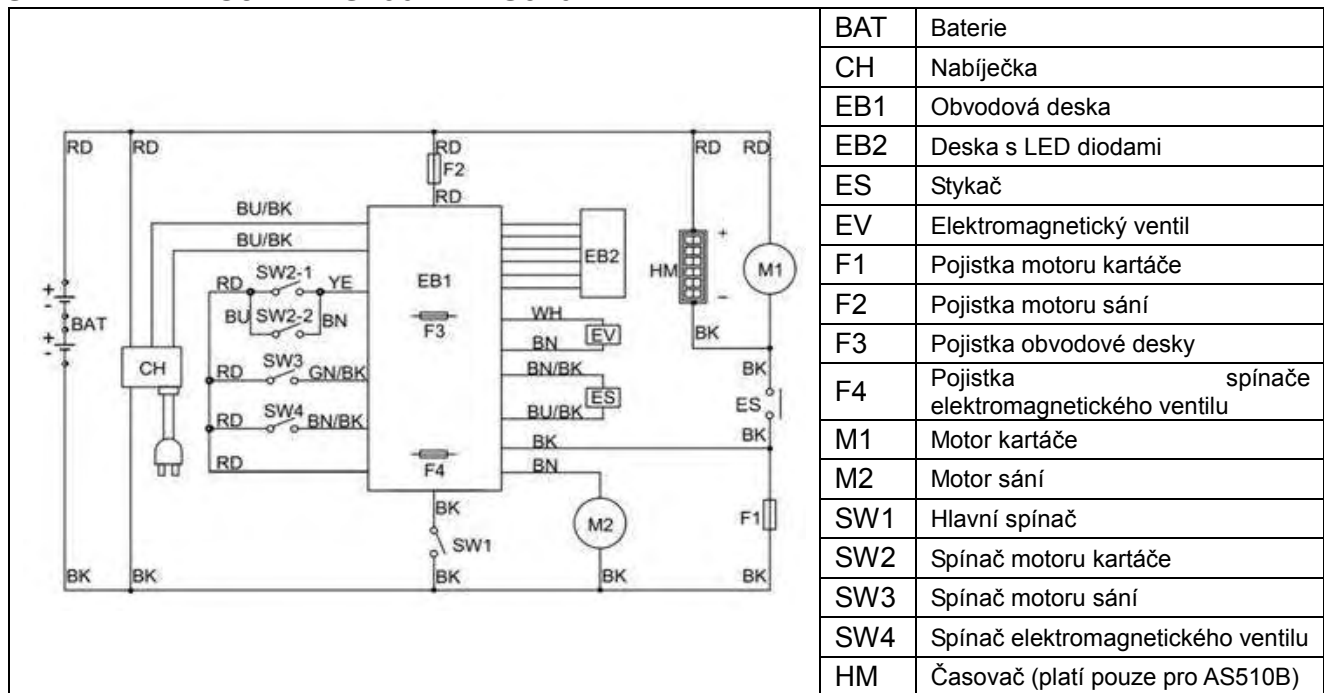 RD RD RD RD RD
F2
RD
BU/BK
BU/BK
EB2
SW2-1
RD YE
EB1
HM + M1
+
-
BU SW2-2 BN
F3
WH
−
BAT
EV
BN
BK
+
-
CH
SW3
RD GN/BK
BN/BK
BK
ES
ES
SW4
RD BN/BK
BU/BK
BK
BK
RD
F4
BN
BK
M2
F1
SW1
BK BK BK BK BK
BAT Baterie
CH Nabíječka
EB1 Obvodová deska
EB2 Deska s LED diodami
ES Stykač
EV Elektromagnetický ventil
F1 Pojistka motoru kartáče
F2 Pojistka motoru sání
F3 Pojistka obvodové desky
F4 Pojistka spínače
elektromagnetického ventilu
M1 Motor kartáče
M2 Motor sání
SW1 Hlavní spínač
SW2 Spínač motoru kartáče
SW3 Spínač motoru sání
SW4 Spínač elektromagnetického ventilu
HM Časovač (platí pouze pro AS510B)